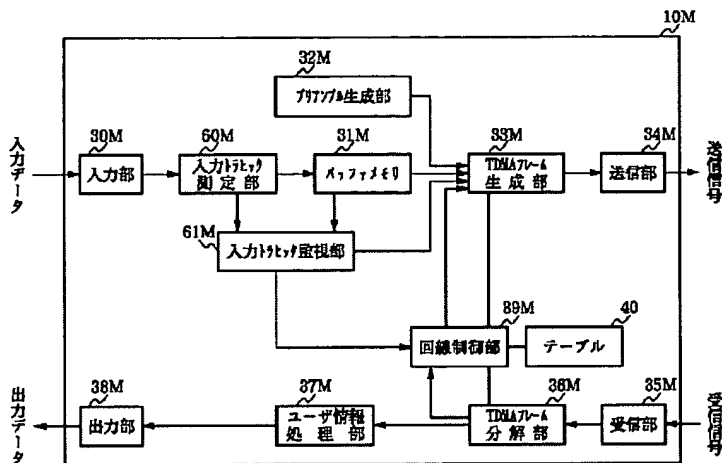 10M
32M
プリアンブル生成部
入力データ
30M
入力部
60M
入力トラヒック
測定部
31M
バッファメモリ
33M
TDMAフレーム
生成部
34M
送信部
送信信号
61M
入力トラヒック監視部
39M
回線制御部
40
テーブル
出力データ
38M
出力部
37M
ユーザ情報
処理部
36M
TDMAフレーム
分解部
35M
受信部
受信信号